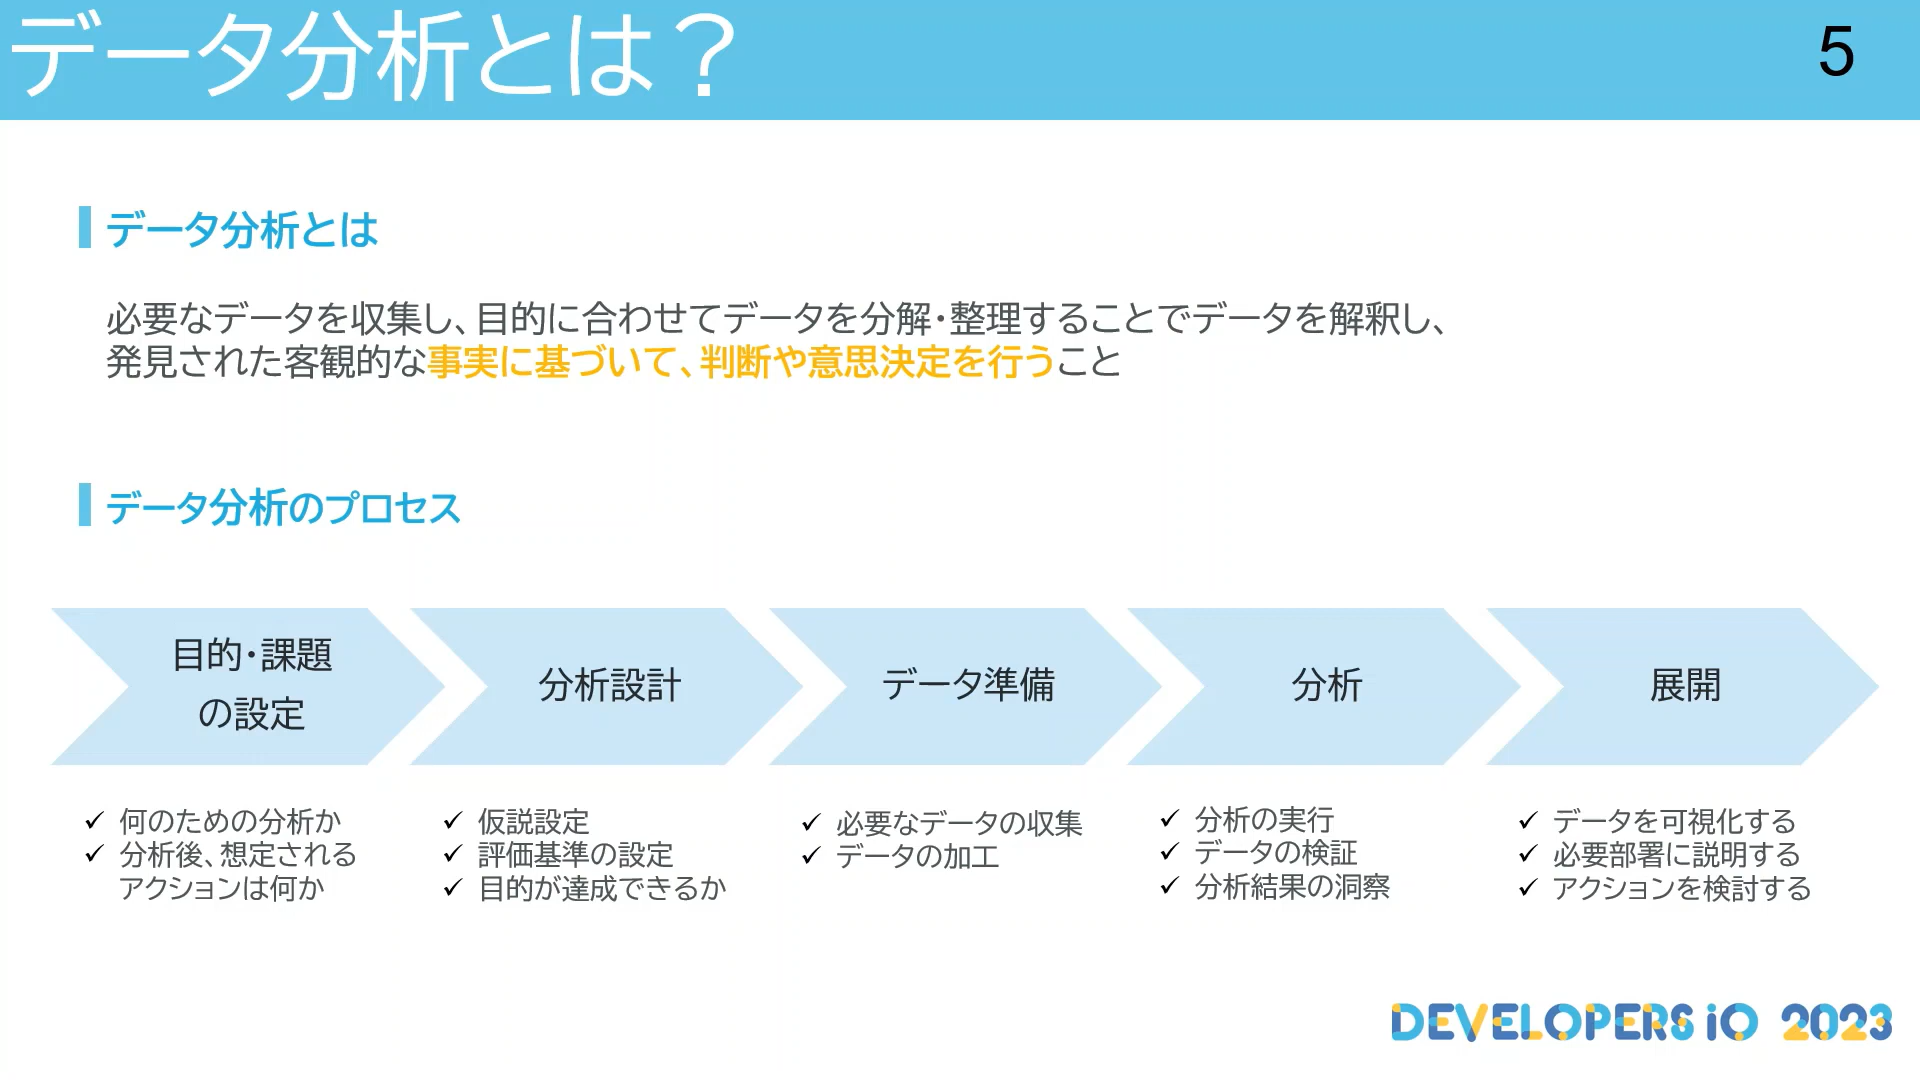 データ分析とは？
5
データ分析とは
必要なデータを収集し、目的に合わせてデータを分解・整理することでデータを解釈し、
発見された客観的な事実に基づいて、判断や意思決定を行うこと
データ分析のプロセス
目的・課題
の設定
分析設計
データ準備
分析
展開
✓ 何のための分析か
✓ 分析後、想定される
アクションは何か
✓ 仮説設定
✓ 評価基準の設定
✓ 目的が達成できるか
✓ 必要なデータの収集
✓ データの加工
✓ 分析の実行
✓ データの検証
✓ 分析結果の洞察
✓ データを可視化する
✓ 必要部署に説明する
✓ アクションを検討する
DEVELOPERS iO 2023